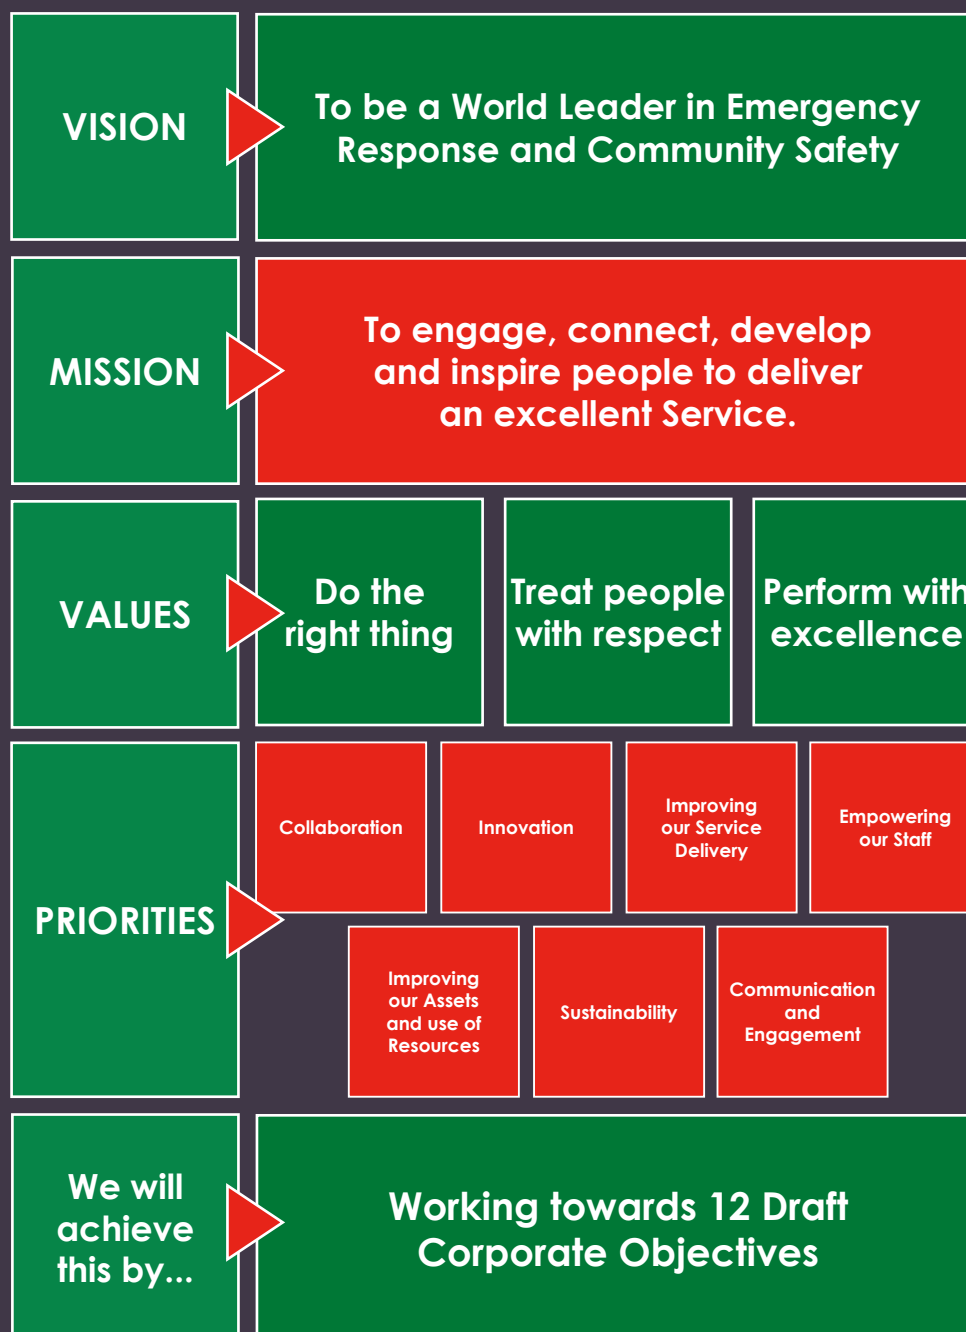 VISION
To be a World Leader in Emergency
Response and Community Safety
MISSION
To engage, connect, develop
and inspire people to deliver
an excellent Service.
VALUES
Do the
right thing
Treat people
with respect
Perform with
excellence
PRIORITIES
Collaboration
Innovation
Improving
our Service
Delivery
Empowering
our Staff
Improving
our Assets
and use of
Resources
Sustainability
Communication
and
Engagement
We will
achieve
this by...
Working towards 12 Draft
Corporate Objectives